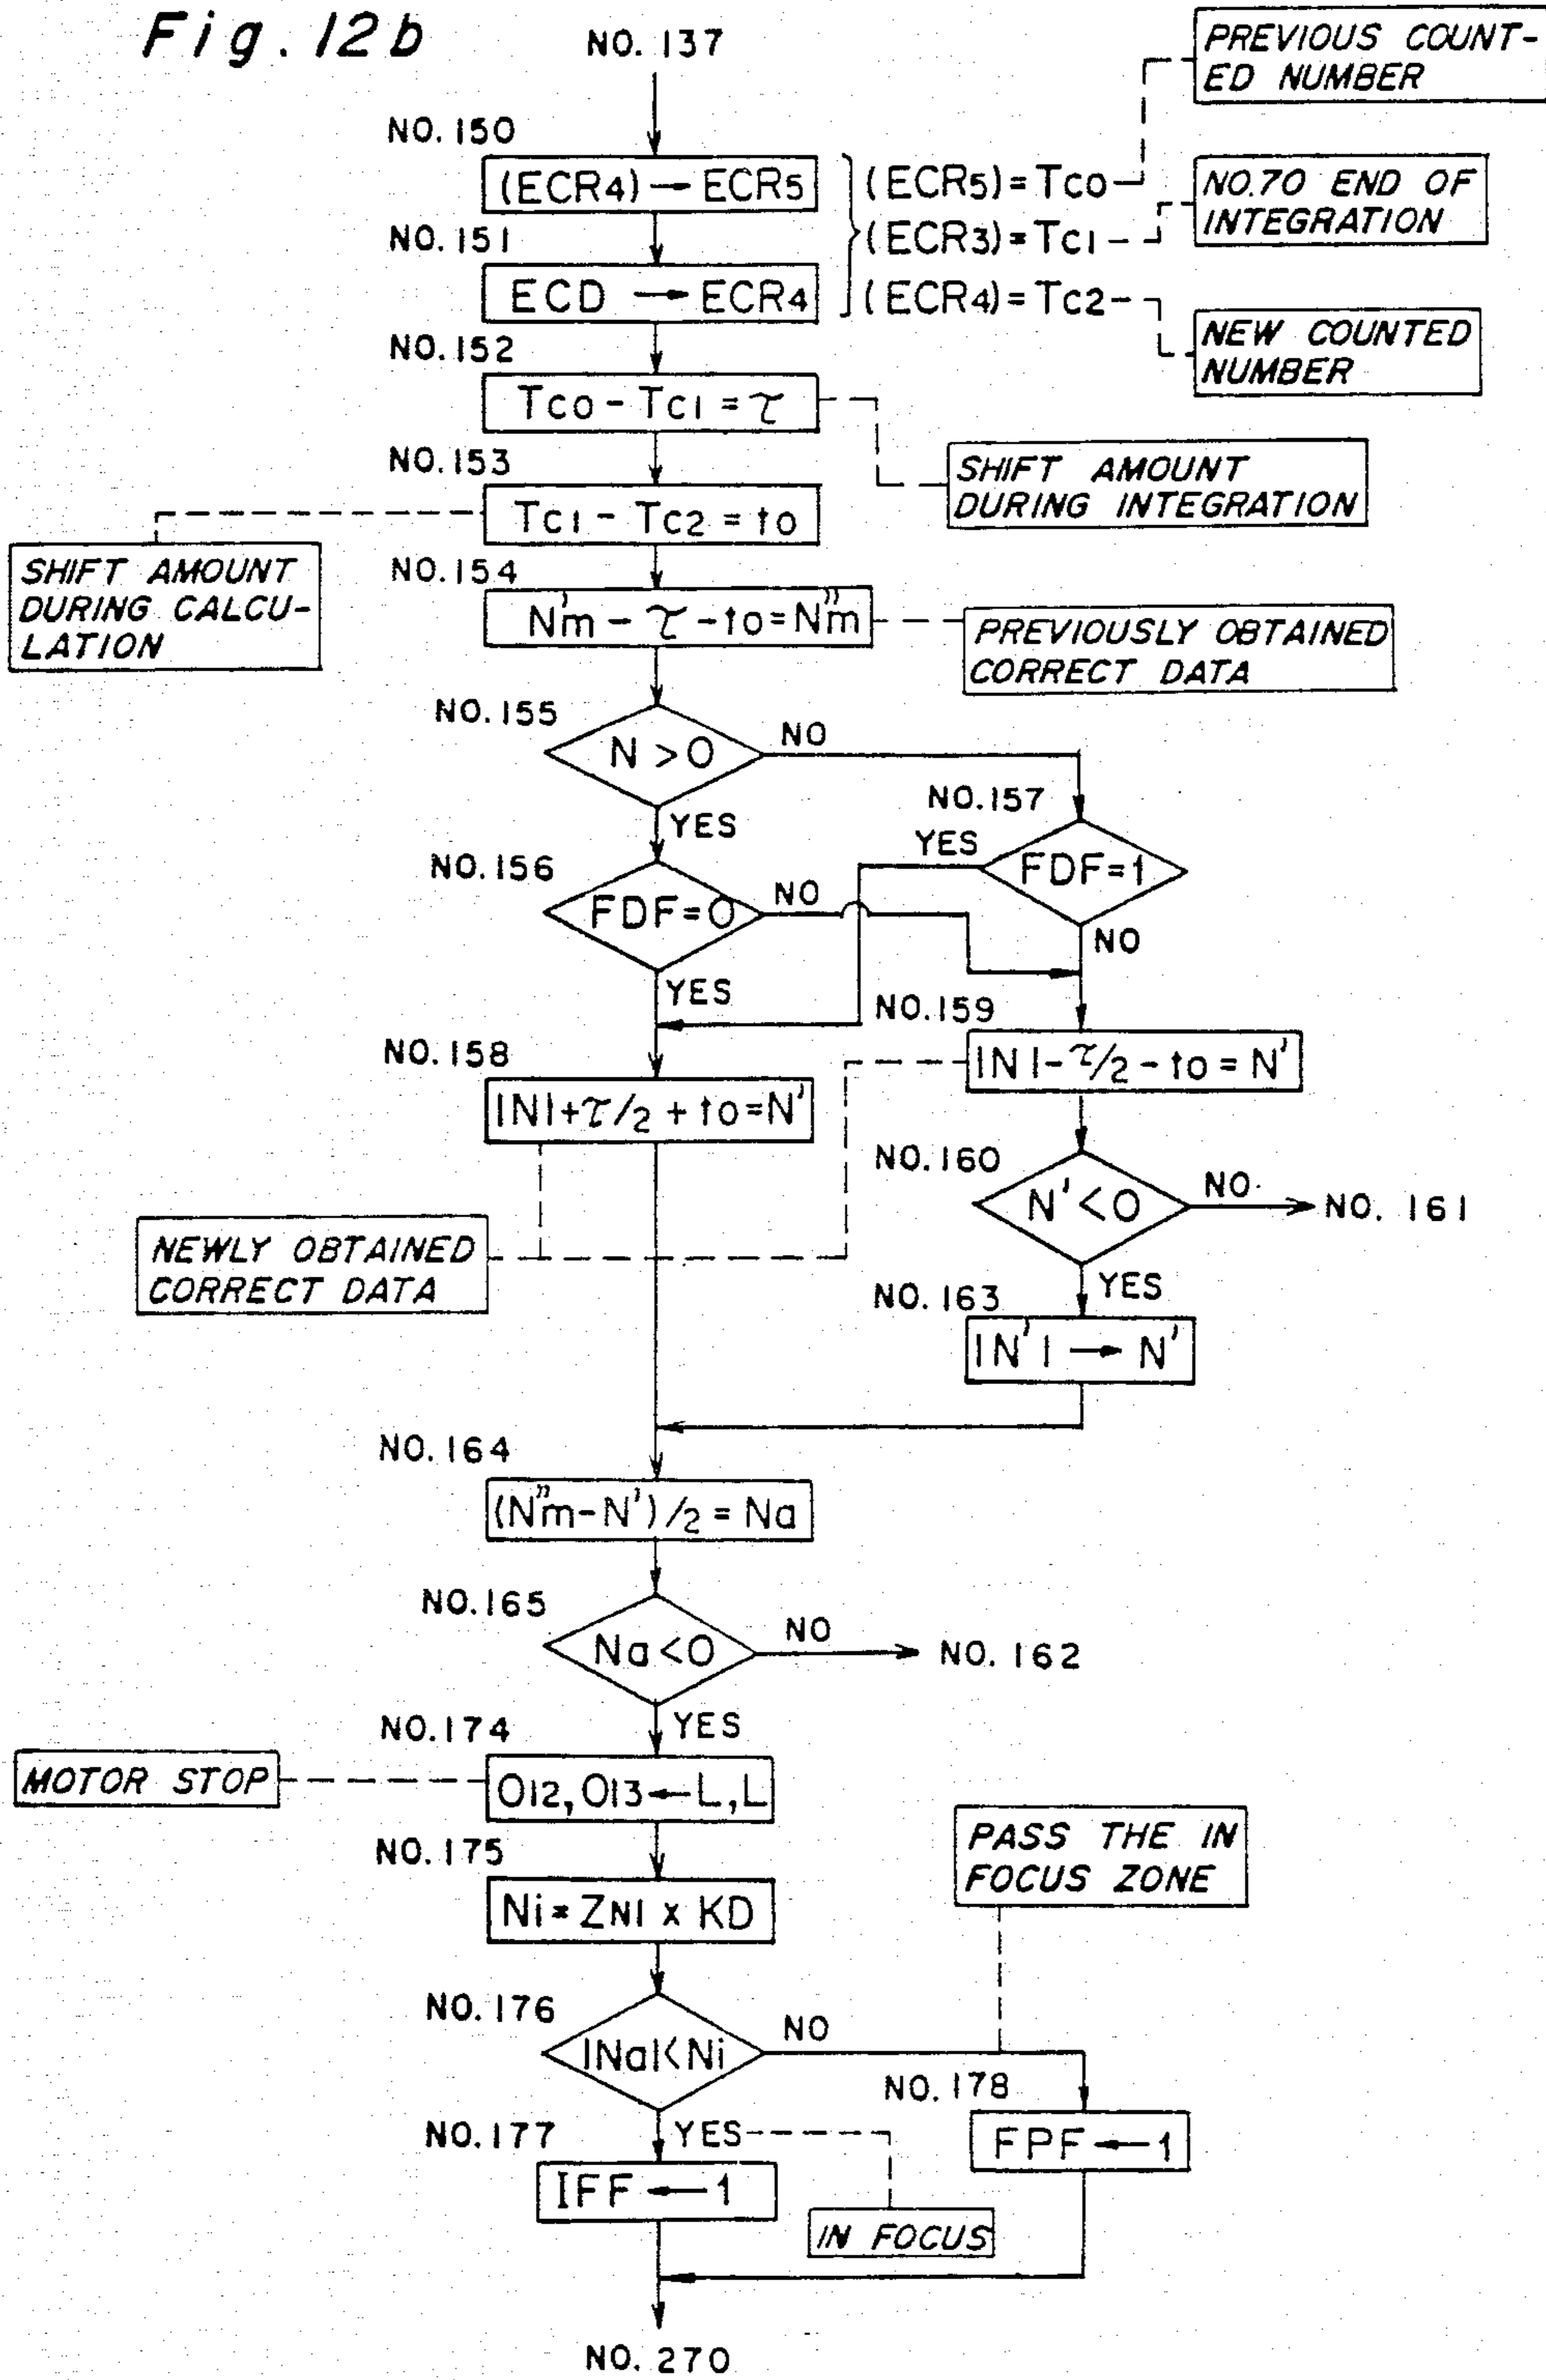 Fig. 12b
NO. 137
PREVIOUS COUNT-
ED NUMBER
NO. 150
(ECR4) → ECR5
(ECR5) = Tco
NO.70 END OF
INTEGRATION
NO. 151
(ECR3) = Tc1
ECD → ECR4
(ECR4) = Tc2
NEW COUNTED
NUMBER
NO. 152
Tco - Tc1 = τ
SHIFT AMOUNT
DURING INTEGRATION
NO. 153
Tc1 - Tc2 = to
SHIFT AMOUNT
DURING CALCU-
LATION
NO. 154
N'm - τ - to = N"m
PREVIOUSLY OBTAINED
CORRECT DATA
NO. 155
N > 0
NO
YES
NO. 157
FDF=1
YES
NO
NO. 156
FDF=0
NO
YES
NO. 159
|N| - τ/2 - to = N'
NO. 158
|N| + τ/2 + to = N'
NO. 160
N' < 0
NO
NO. 161
YES
NEWLY OBTAINED
CORRECT DATA
NO. 163
|N'| → N'
NO. 164
(N"m - N') /2 = Na
NO. 165
Na < 0
NO
NO. 162
YES
NO. 174
MOTOR STOP
O12, O13 ← L, L
NO. 175
Ni = ZN1 x KD
PASS THE IN
FOCUS ZONE
NO. 176
|Na| < Ni
NO
NO. 178
FPF ← 1
NO. 177
YES
IFF ← 1
IN FOCUS
NO. 270